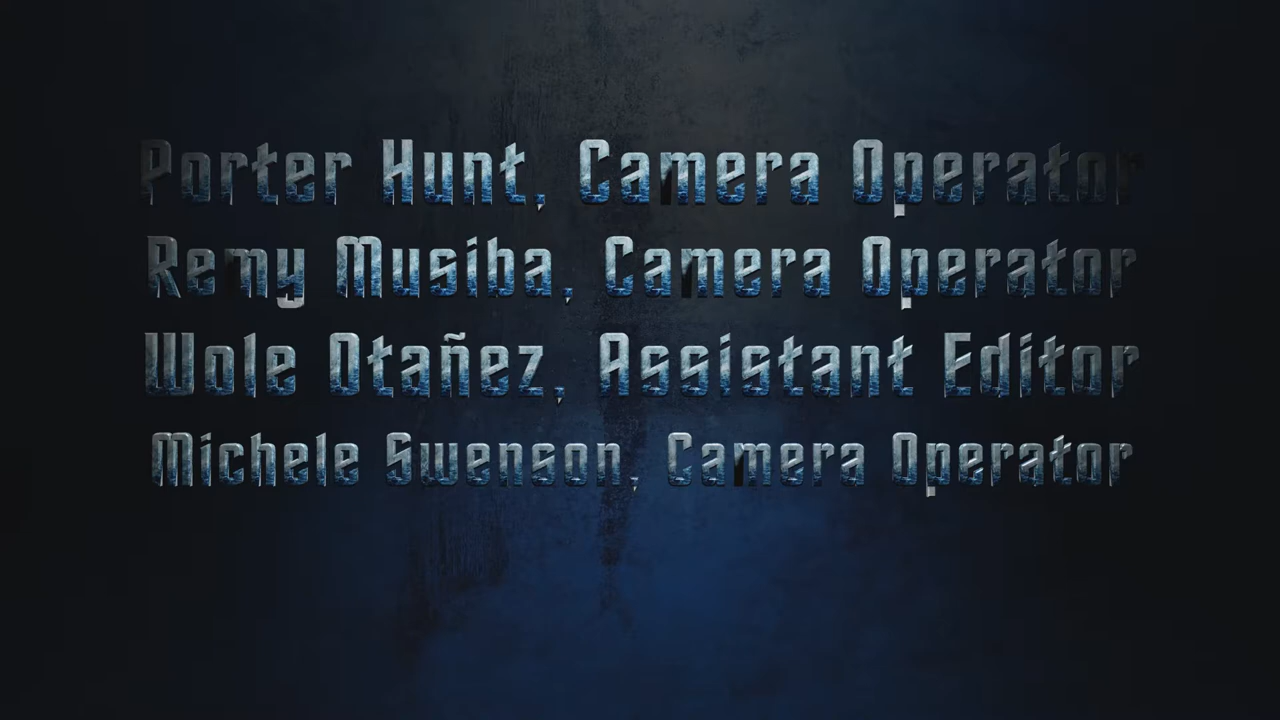 Porter Hunt, Camera Operator
Remy Musiba, Camera Operator
Wole Otañez, Assistant Editor
Michele Swenson, Camera Operator